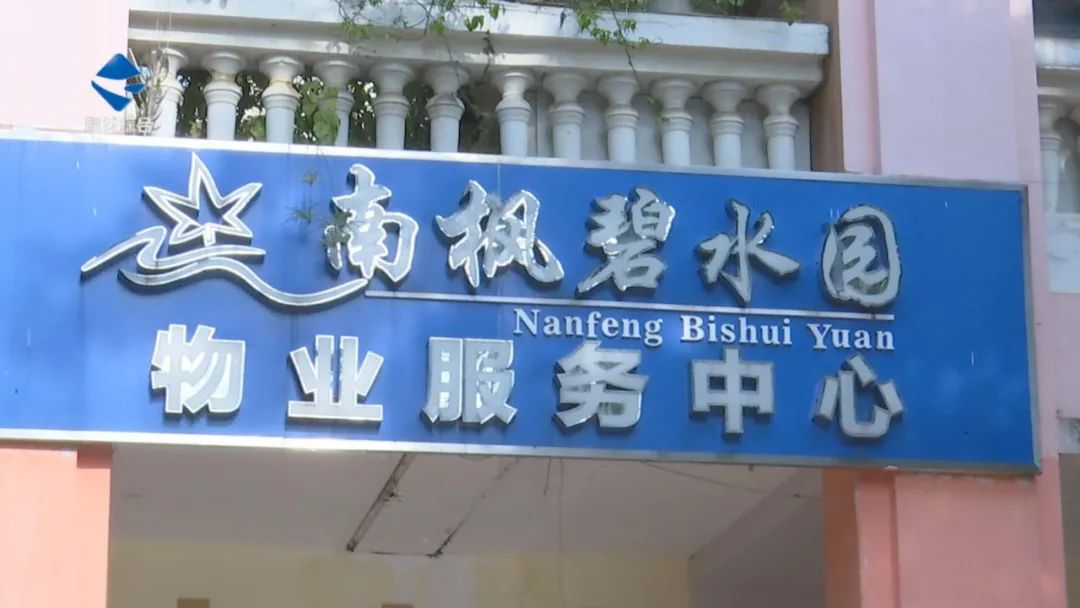 南枫碧水园
Nanfeng Bishui Yuan
物业服务中心